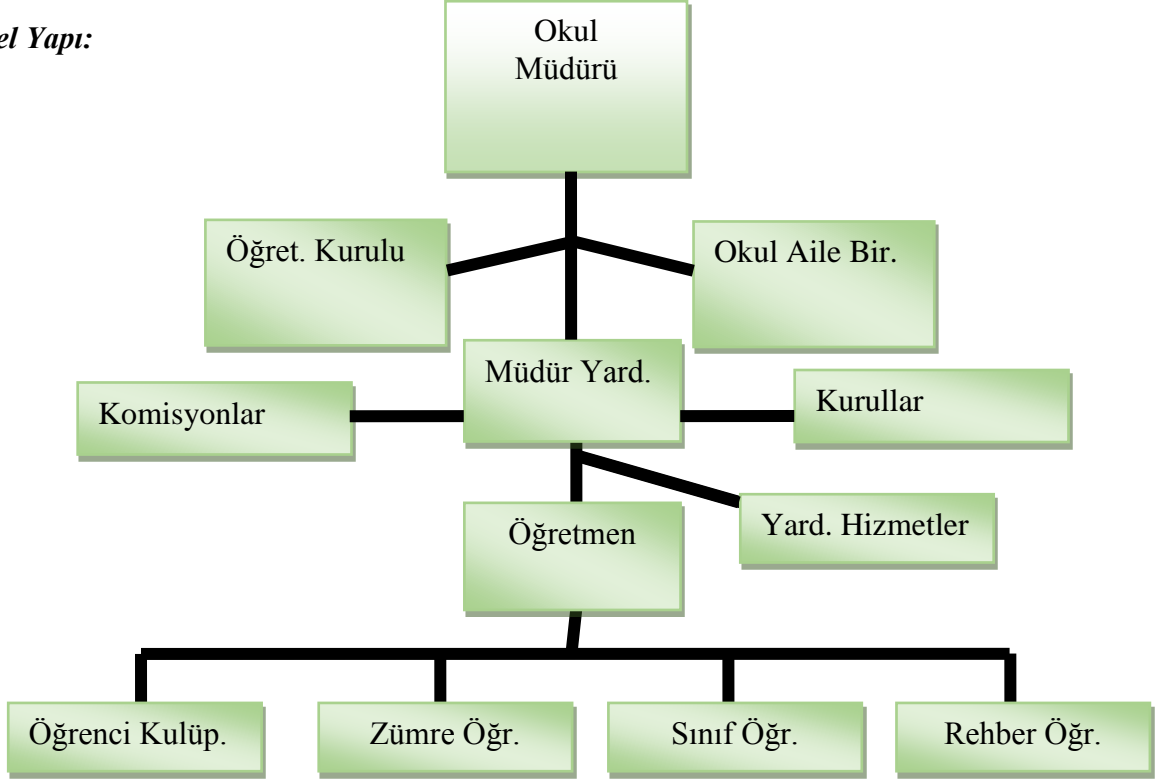 el Yapı:
Okul
Müdürü
Öğret. Kurulu
Okul Aile Bir.
Müdür Yard.
Komisyonlar
Kurullar
Öğretmen
Yard. Hizmetler
Öğrenci Kulüp.
Zümre Öğr.
Sınıf Öğr.
Rehber Öğr.